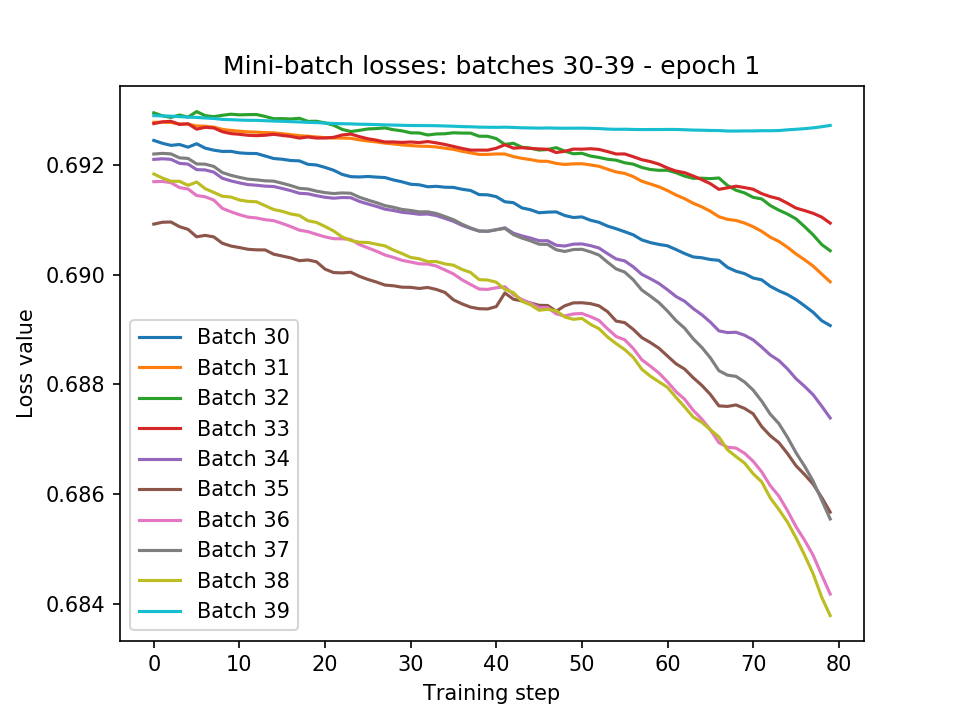 Mini-batch losses: batches 30-39 - epoch 1
Loss value
0.692
0.690
0.688
0.686
0.684
Batch 30
Batch 31
Batch 32
Batch 33
Batch 34
Batch 35
Batch 36
Batch 37
Batch 38
Batch 39
0 10 20 30 40 50 60 70 80
Training step